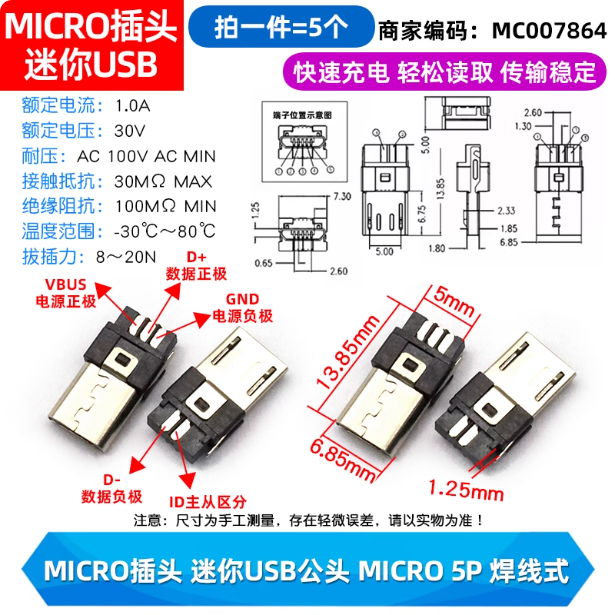 MICRO插头
迷你USB
拍一件=5个
商家编码：MC007864
快速充电 轻松读取 传输稳定
额定电流：1.0A
额定电压：30V
耐压：AC 100V AC MIN
接触抵抗：30MΩ MAX
绝缘阻抗：100MΩ MIN
温度范围：-30℃～80℃
拔插力：8～20N
端子位置示意图
7.30
1.25
0.65
2.60
5.00
13.85
6.75
5.00
1.80
2.60
1.30
2.33
1.85
6.85
VBUS
电源正极
D+
数据正极
GND
电源负极
D-
数据负极
ID主从区分
5mm
13.85mm
6.85mm
1.25mm
注意：尺寸为手工测量，存在轻微误差，请以实物为准！
MICRO插头 迷你USB公头 MICRO 5P 焊线式